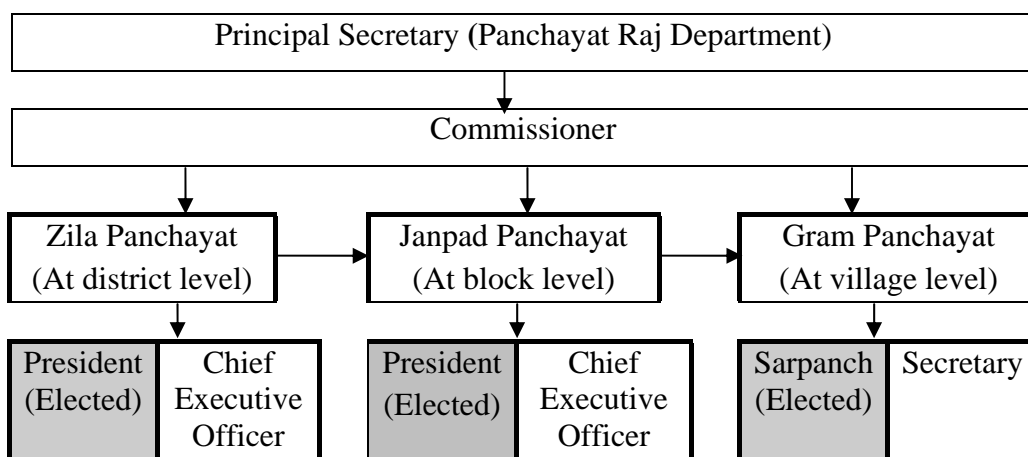 Principal Secretary (Panchayat Raj Department)
Commissioner
Zila Panchayat
(At district level)
Janpad Panchayat
(At block level)
Gram Panchayat
(At village level)
President
(Elected)
Chief
Executive
Officer
President
(Elected)
Chief
Executive
Officer
Sarpanch
(Elected)
Secretary